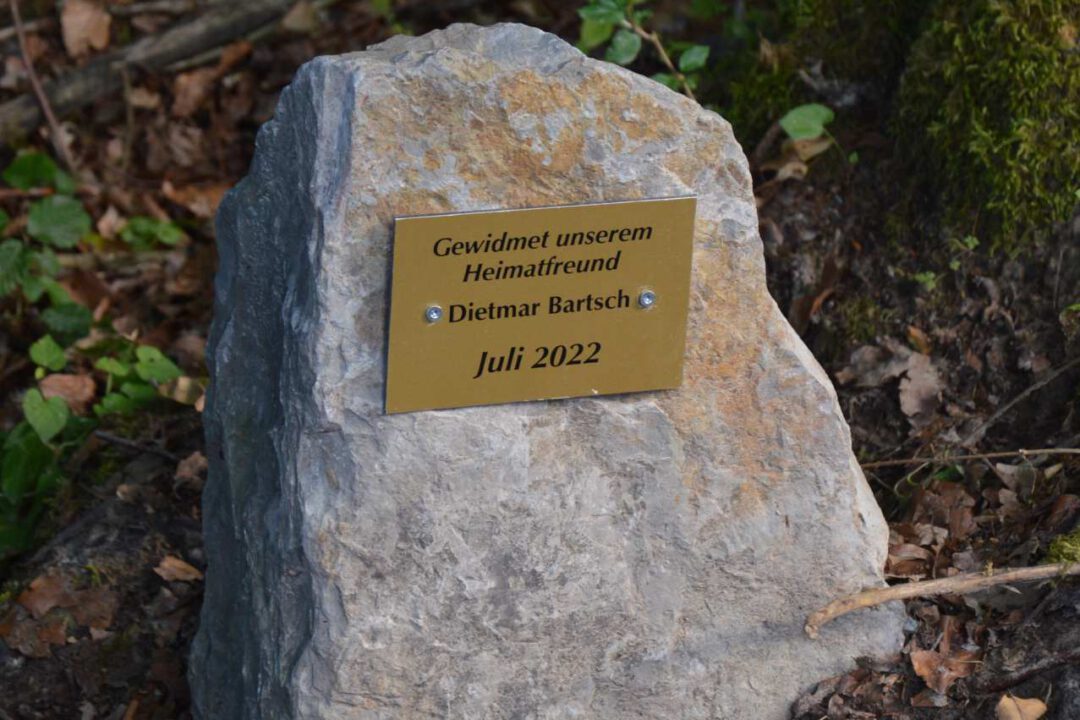 Gewidmet unserem
Heimatfreund
Dietmar Bartsch
Juli 2022